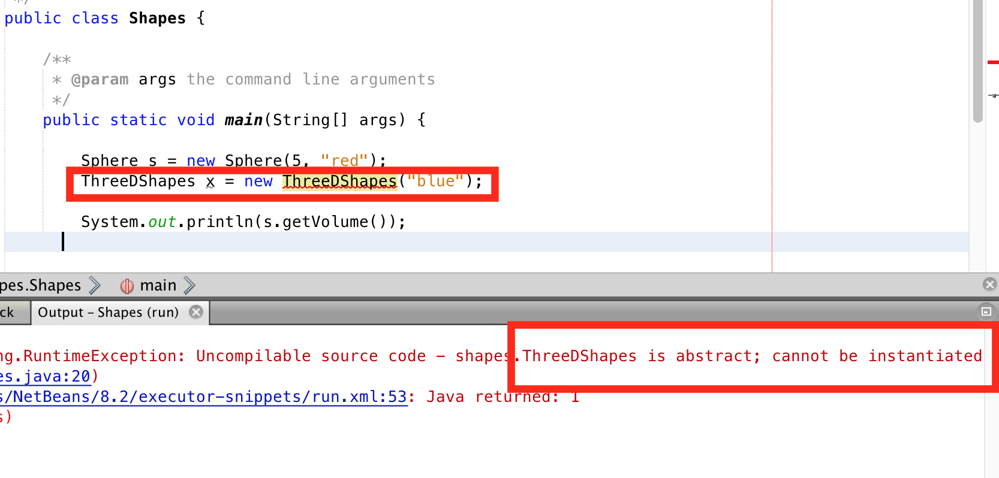 */
public class Shapes {
/**
* @param args the command line arguments
*/
public static void main(String[] args) {
Sphere s = new Sphere(5, "red");
ThreeDShapes x = new ThreeDShapes("blue");
System.out.println(s.getVolume());
pes.Shapes main
ck Output – Shapes (run)
ng.RuntimeException: Uncompilable source code - shapes.ThreeDShapes is abstract; cannot be instantiated
es.java:20)
s/NetBeans/8.2/executor-snippets/run.xml:53: Java returned: 1
s)